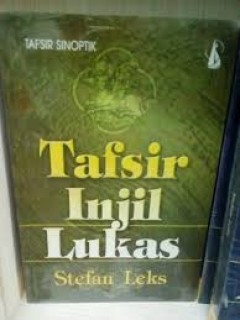 TAFSIR SINOPTIK
Tafsir
Injil
Lukas
Stefan Leks